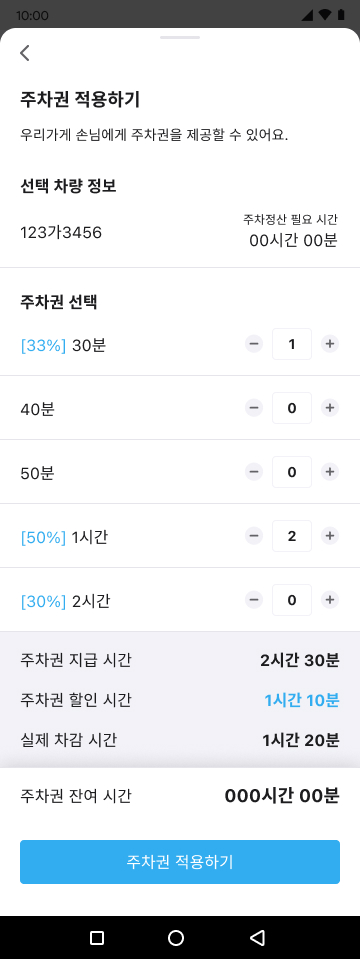 10:00
주차권 적용하기
우리가게 손님에게 주차권을 제공할 수 있어요.
선택 차량 정보
주차정산 필요 시간
123가3456 00시간 00분
주차권 선택
[33%] 30분 1
40분 0
50분 0
[50%] 1시간 2
[30%] 2시간 0
주차권 지급 시간 2시간 30분
주차권 할인 시간 1시간 10분
실제 차감 시간 1시간 20분
주차권 잔여 시간 000시간 00분
주차권 적용하기